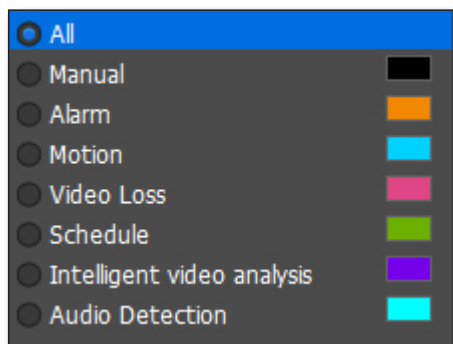 All
Manual
Alarm
Motion
Video Loss
Schedule
Intelligent video analysis
Audio Detection